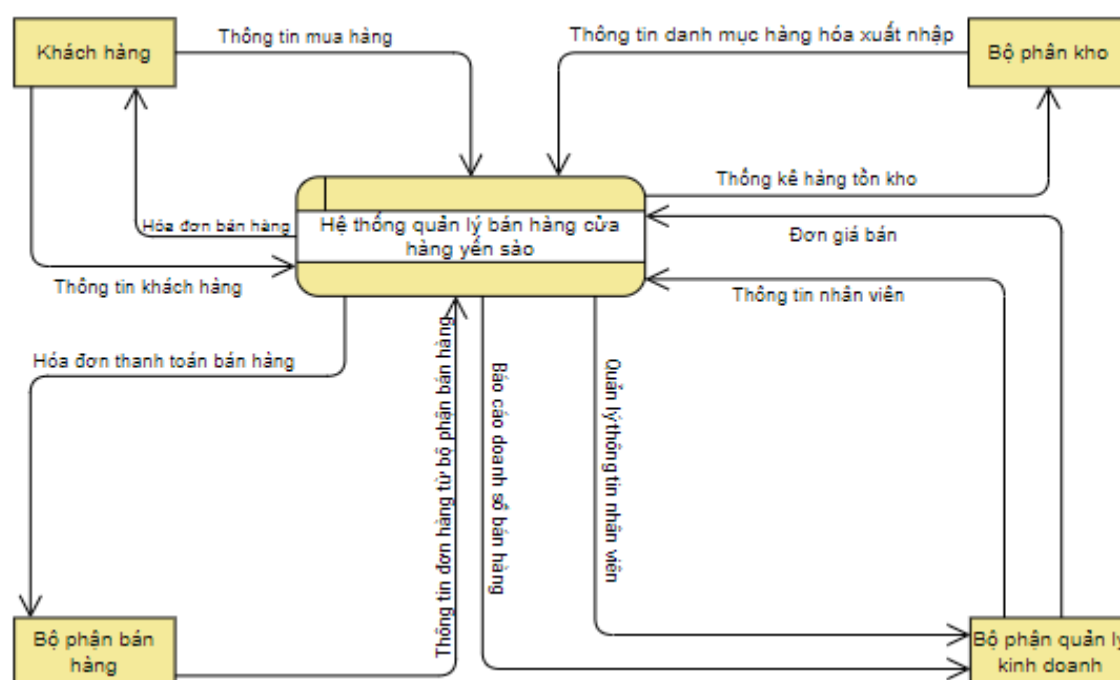 Khách hàng
Thông tin mua hàng
Thông tin danh mục hàng hóa xuất nhập
Bộ phân kho
Thống kê hàng tồn kho
Hóa đơn bán hàng
Hệ thống quản lý bán hàng cửa
hàng yến sào
Đơn giá bán
Thông tin khách hàng
Thông tin nhân viên
Hóa đơn thanh toán bán hàng
Thông tin đơn hàng từ bộ phận bán hàng
Báo cáo doanh số bán hàng
Quản lý thông tin nhân viên
Bộ phận bán
hàng
Bộ phận quản lý
kinh doanh